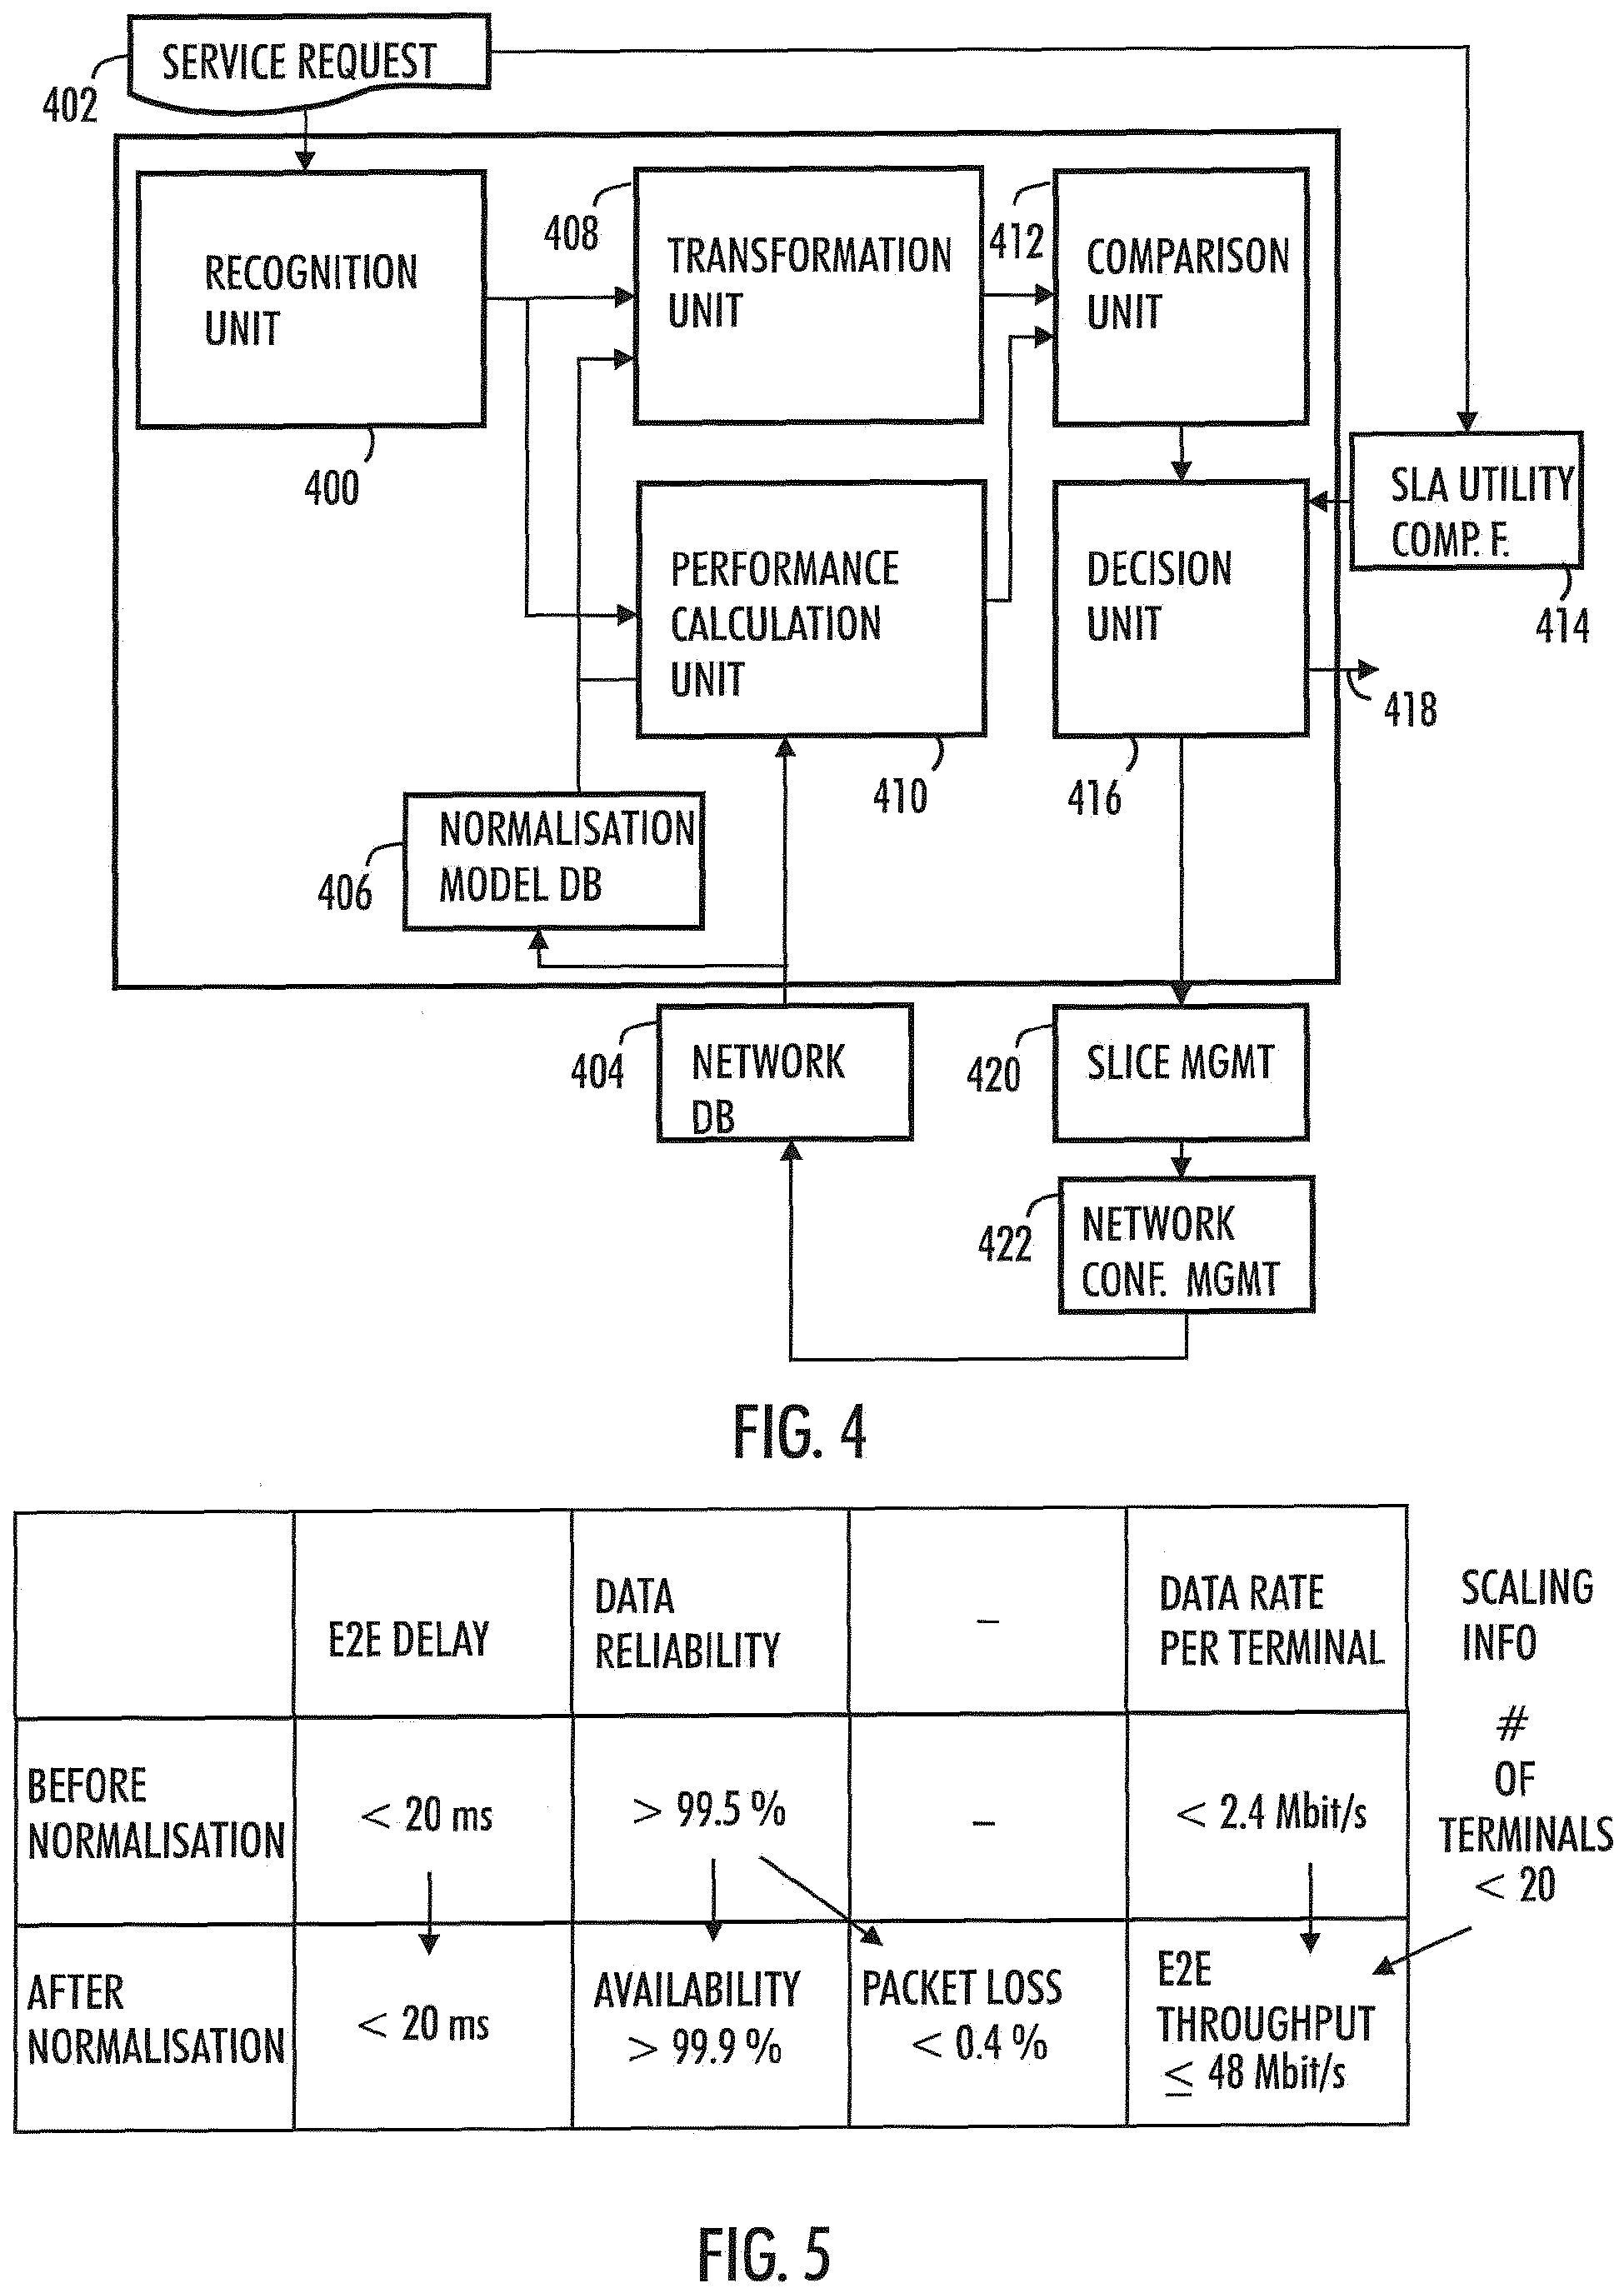 SERVICE REQUEST
402
RECOGNITION
UNIT
400
408
TRANSFORMATION
UNIT
412
COMPARISON
UNIT
SLA UTILITY
COMP. F.
414
PERFORMANCE
CALCULATION
UNIT
410
DECISION
UNIT
416
418
NORMALISATION
MODEL DB
406
404
NETWORK
DB
420
SLICE MGMT
422
NETWORK
CONF. MGMT
FIG. 4
E2E DELAY
DATA
RELIABILITY
–
DATA RATE
PER TERMINAL
SCALING
INFO
#
OF
TERMINALS
< 20
BEFORE
NORMALISATION
< 20 ms
> 99.5 %
–
< 2.4 Mbit/s
AFTER
NORMALISATION
< 20 ms
AVAILABILITY
> 99.9 %
PACKET LOSS
< 0.4 %
E2E
THROUGHPUT
≤ 48 Mbit/s
FIG. 5